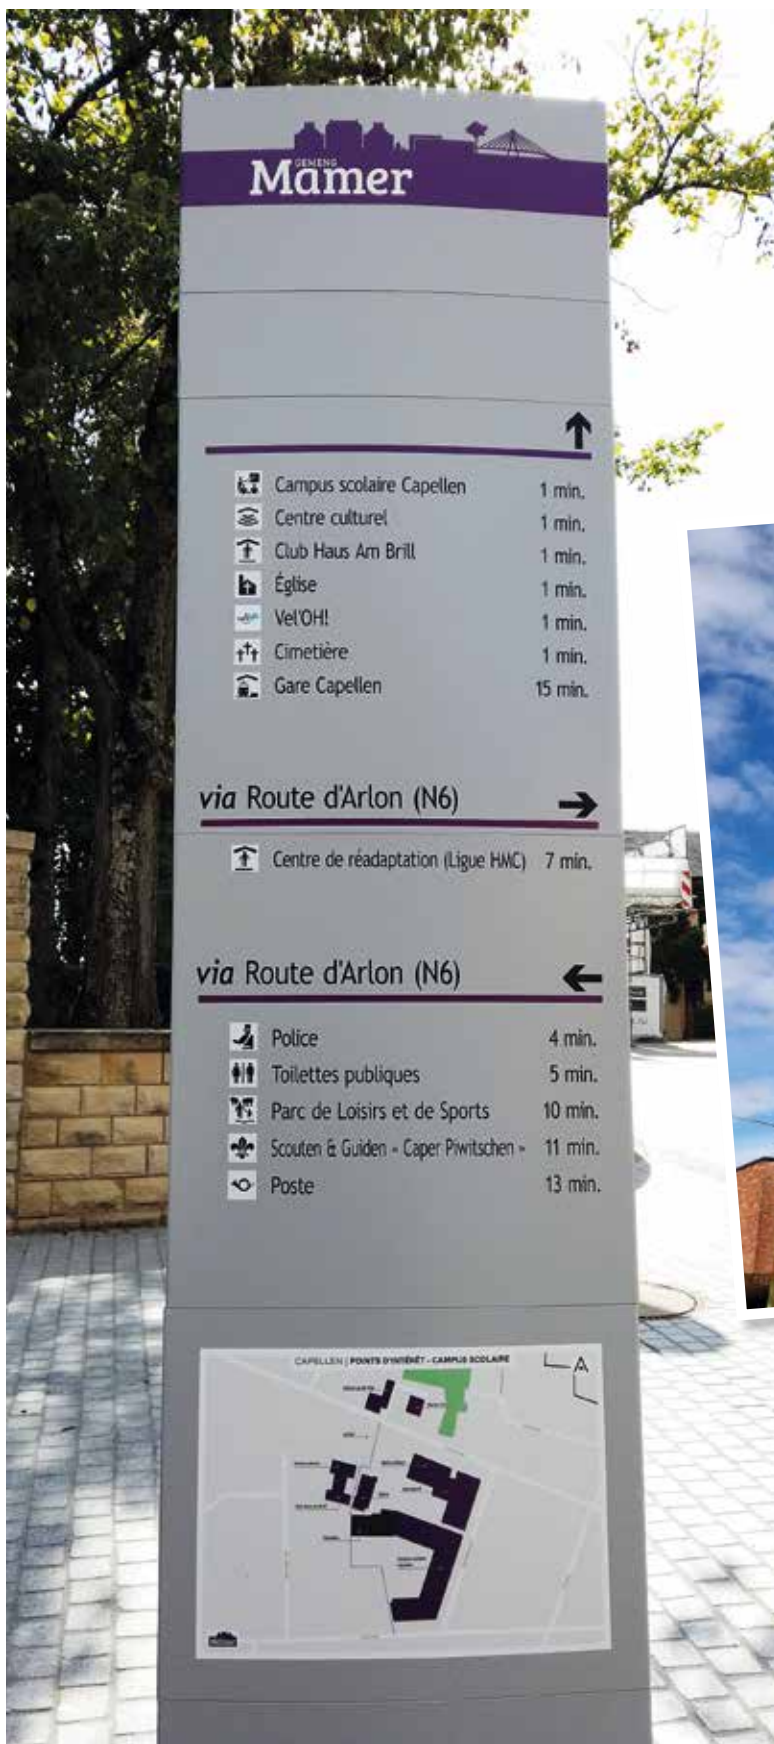 GEMENG
Mamer
Campus scolaire Capellen 1 min.
Centre culturel 1 min.
Club Haus Am Brill 1 min.
Église 1 min.
Vel'OH! 1 min.
Cimetière 1 min.
Gare Capellen 15 min.
via Route d'Arlon (N6)
Centre de réadaptation (Ligue HMC) 7 min.
via Route d'Arlon (N6)
Police 4 min.
Toilettes publiques 5 min.
Parc de Loisirs et de Sports 10 min.
Scouten & Guiden « Caper Piwitschen » 11 min.
Poste 13 min.
CAPELLEN | POINTS D'INTÉRÊT - CAMPUS SCOLAIRE